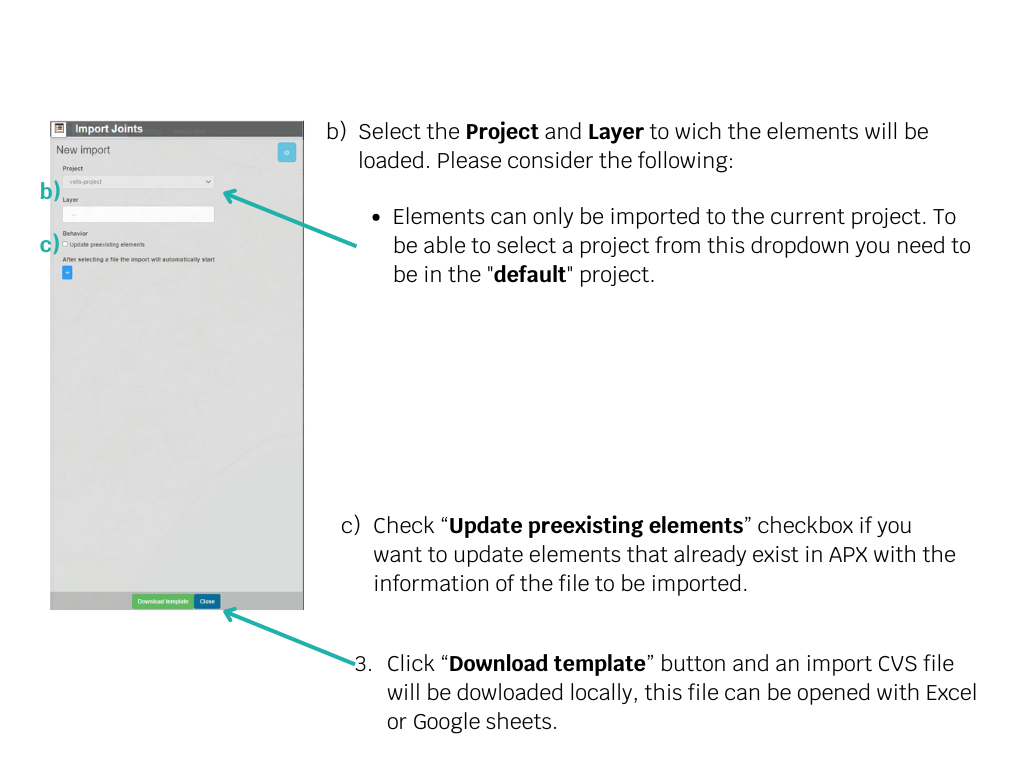 Import Joints
New import
Project
valls-project
b)
Layer
Behavior
c)
Update preexisting elements
After selecting a file the import will automatically start
Download template Close
b) Select the Project and Layer to wich the elements will be
loaded. Please consider the following:
• Elements can only be imported to the current project. To
be able to select a project from this dropdown you need to
be in the "default" project.
c) Check “Update preexisting elements” checkbox if you
want to update elements that already exist in APX with the
information of the file to be imported.
3. Click “Download template” button and an import CVS file
will be dowloaded locally, this file can be opened with Excel
or Google sheets.